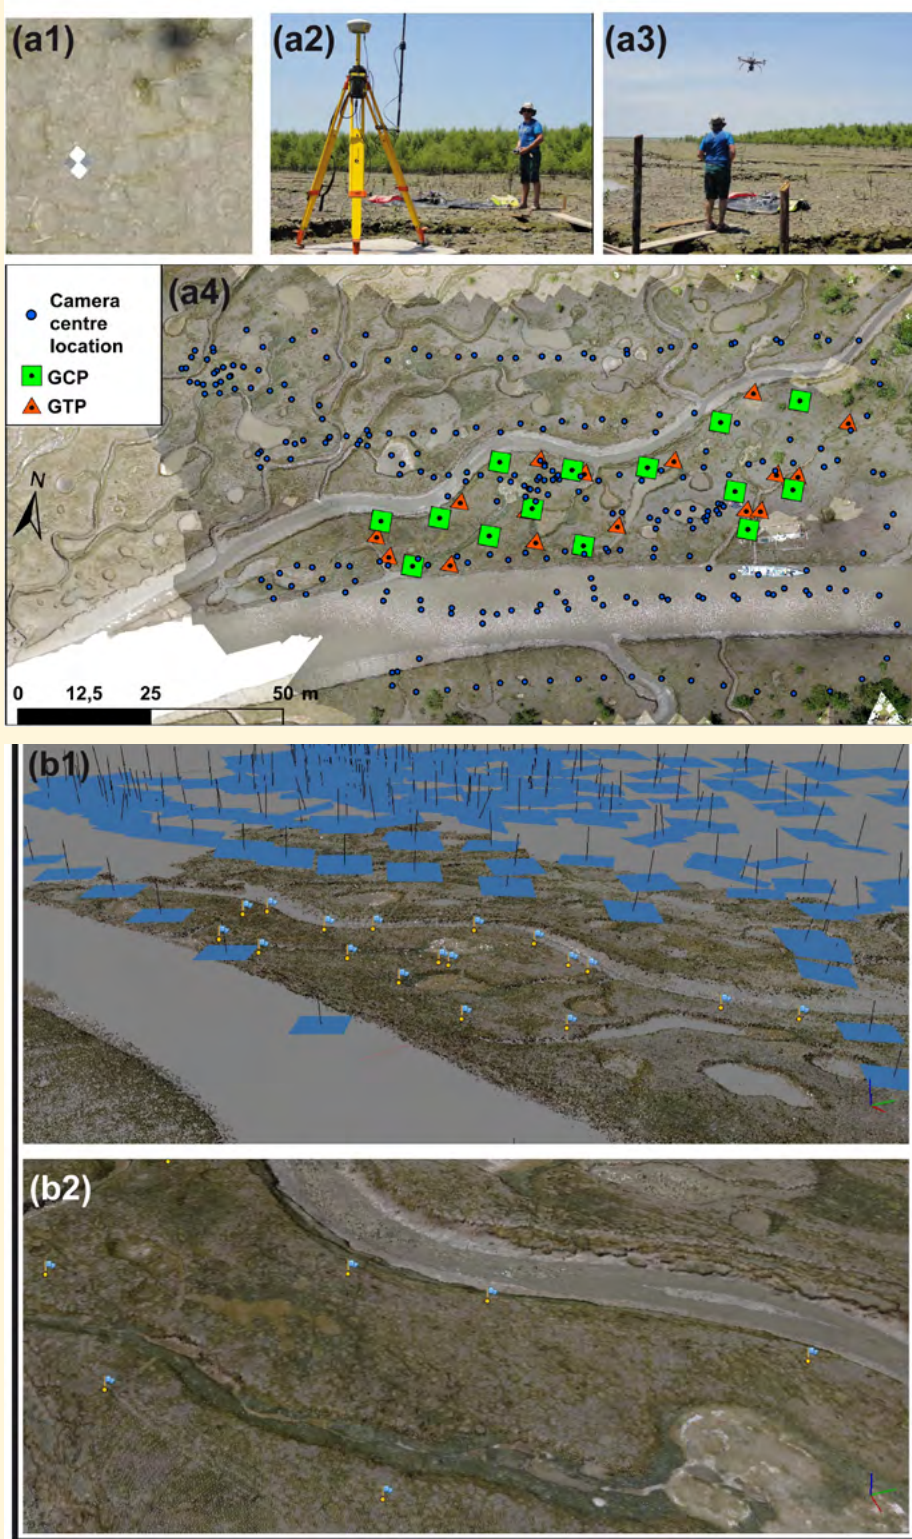 (a1)
(a2)
(a3)
(a4)
Camera
centre
location
GCP
GTP
N
0 12,5 25 50 m
(b1)
(b2)